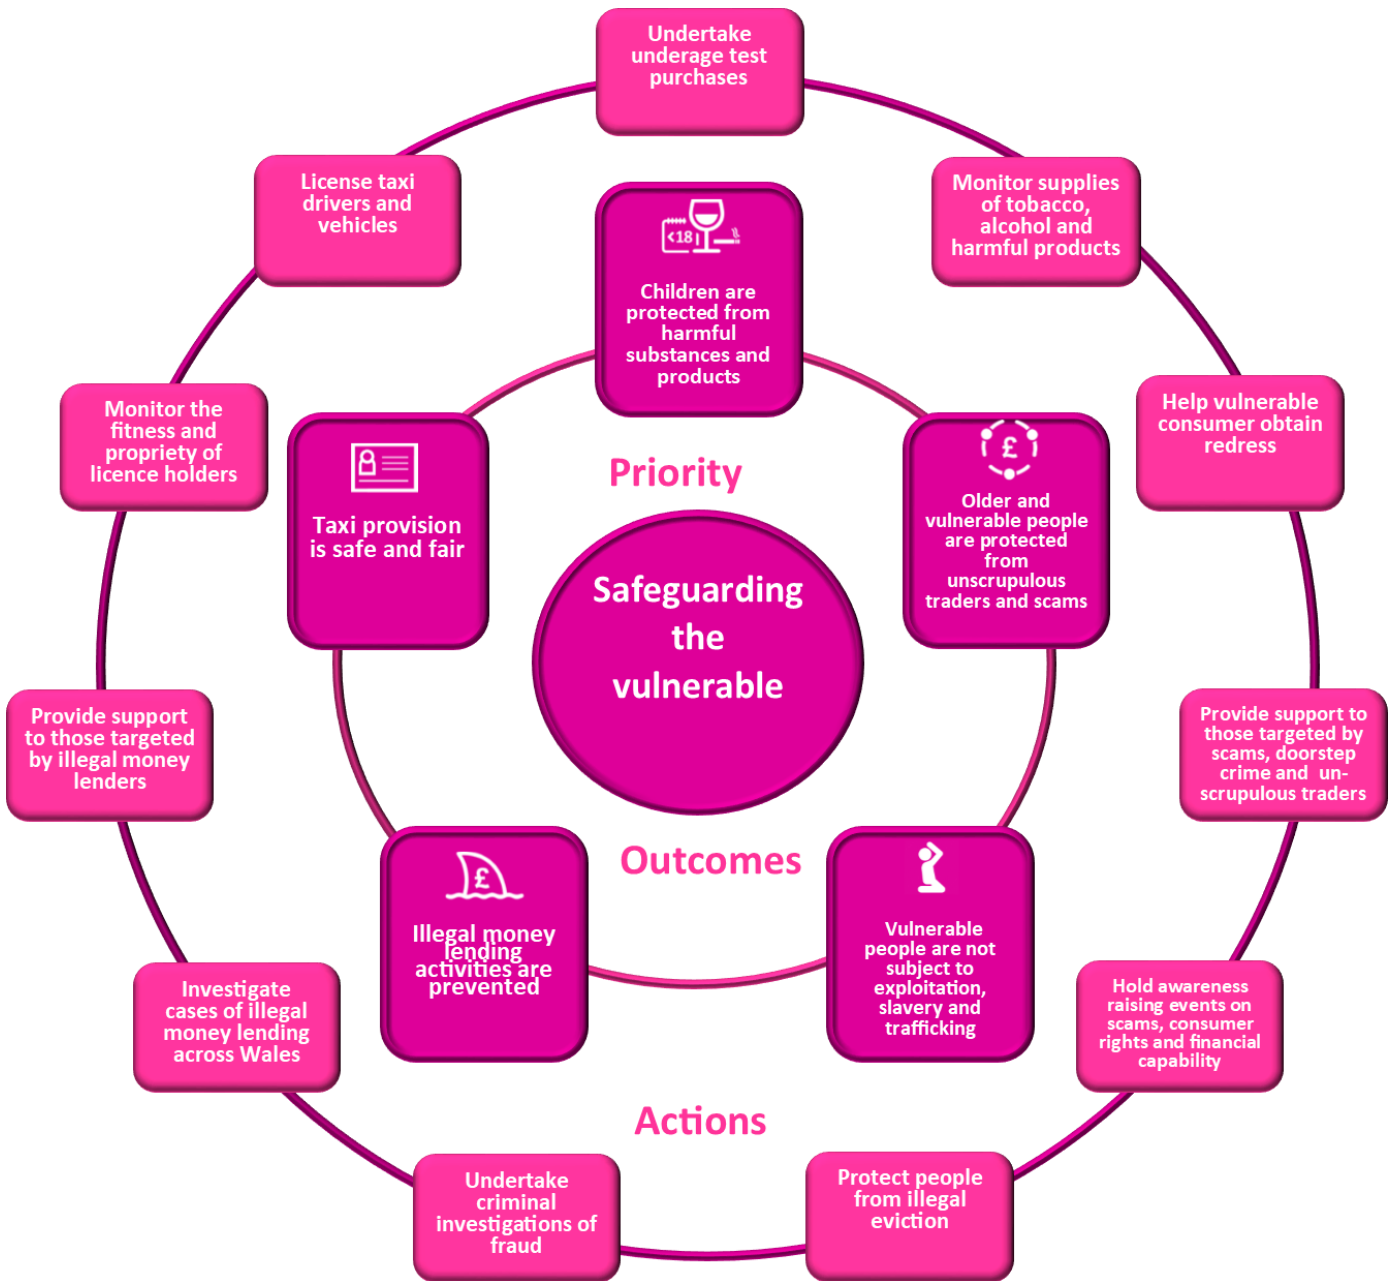 Undertake
underage test
purchases
License taxi
drivers and
vehicles
Monitor supplies
of tobacco,
alcohol and
harmful products
<18
Children are
protected from
harmful
substances and
products
Monitor the
fitness and
propriety of
licence holders
Help vulnerable
consumer obtain
redress
Taxi provision
is safe and fair
Priority
£
Older and
vulnerable people
are protected
from
unscrupulous
traders and scams
Safeguarding
the
vulnerable
Provide support
to those targeted
by illegal money
lenders
Provide support to
those targeted by
scams, doorstep
crime and un-
scrupulous traders
Outcomes
£
Illegal money
lending
activities are
prevented
Vulnerable
people are not
subject to
exploitation,
slavery and
trafficking
Investigate
cases of illegal
money lending
across Wales
Hold awareness
raising events on
scams, consumer
rights and financial
capability
Actions
Undertake
criminal
investigations of
fraud
Protect people
from illegal
eviction